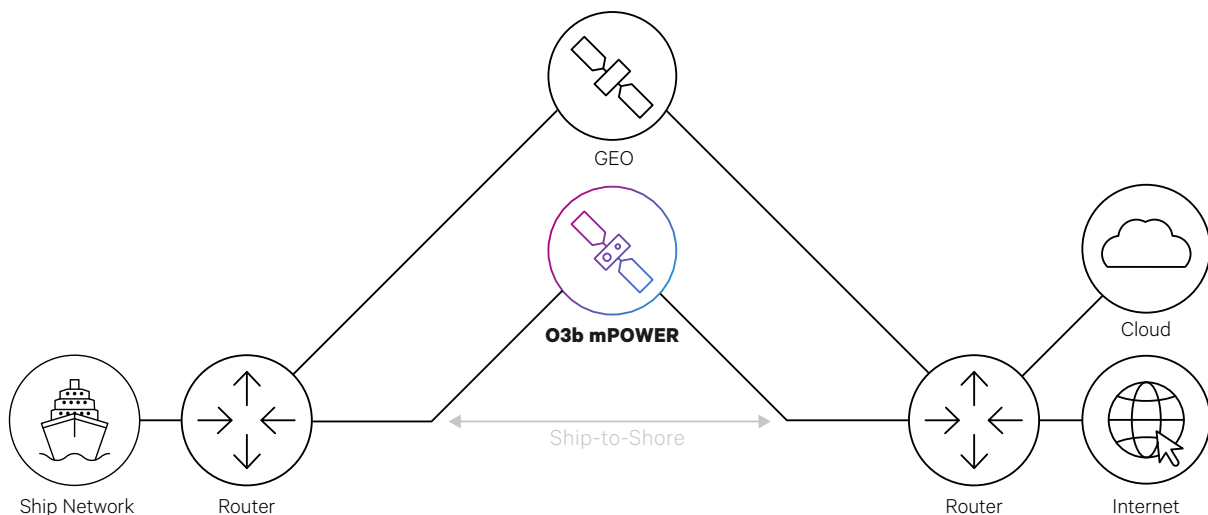 GEO
O3b mPOWER
Cloud
Ship-to-Shore
Ship Network
Router
Router
Internet